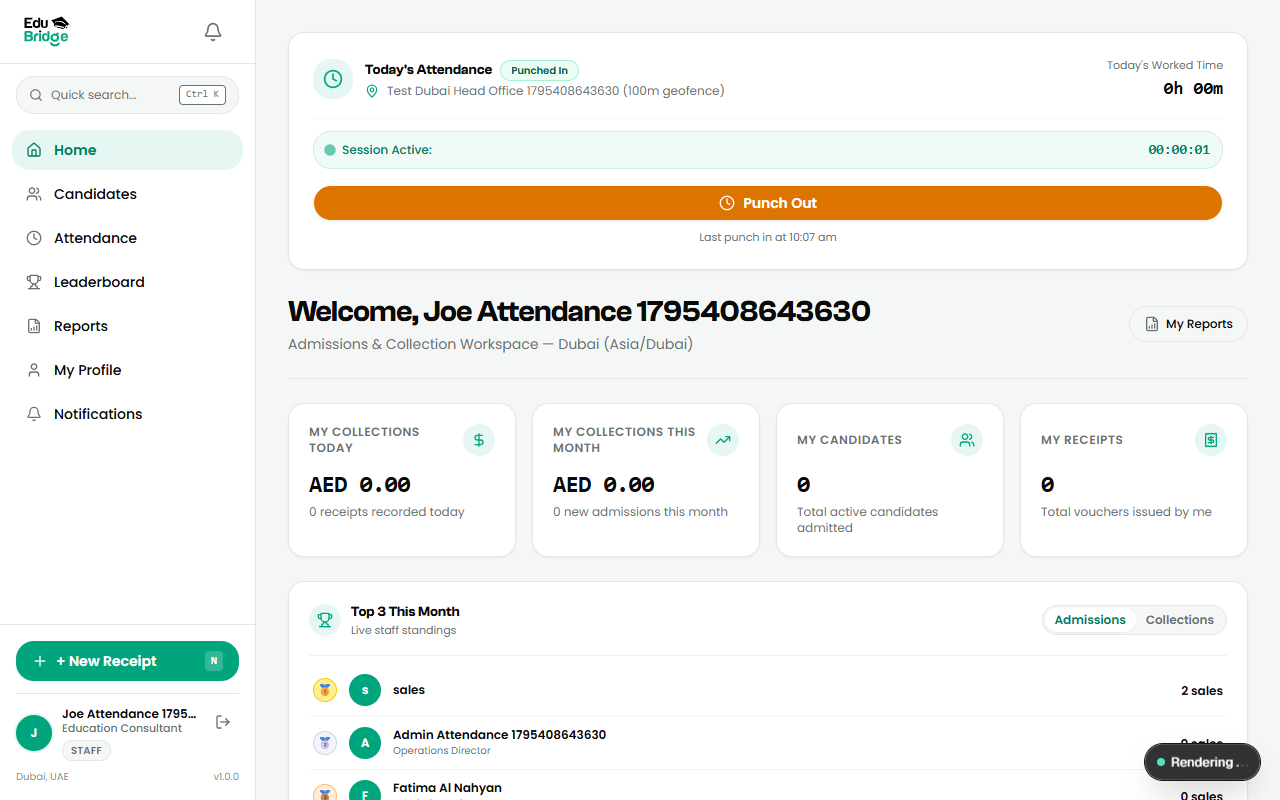 Edu
Bridge
Quick search...
Ctrl K
Home
Candidates
Attendance
Leaderboard
Reports
My Profile
Notifications
+ New Receipt
N
J
Joe Attendance 1795...
Education Consultant
STAFF
Dubai, UAE
v1.0.0
Today's Attendance
Punched In
Test Dubai Head Office 1795408643630 (100m geofence)
Today's Worked Time
0h 00m
Session Active:
00:00:01
Punch Out
Last punch in at 10:07 am
Welcome, Joe Attendance 1795408643630
Admissions & Collection Workspace — Dubai (Asia/Dubai)
My Reports
MY COLLECTIONS
TODAY
AED 0.00
0 receipts recorded today
MY COLLECTIONS THIS
MONTH
AED 0.00
0 new admissions this month
MY CANDIDATES
0
Total active candidates
admitted
MY RECEIPTS
0
Total vouchers issued by me
Top 3 This Month
Live staff standings
Admissions
Collections
s
sales
2 sales
A
Admin Attendance 1795408643630
Operations Director
0 sales
F
Fatima Al Nahyan
0 sales
Rendering...